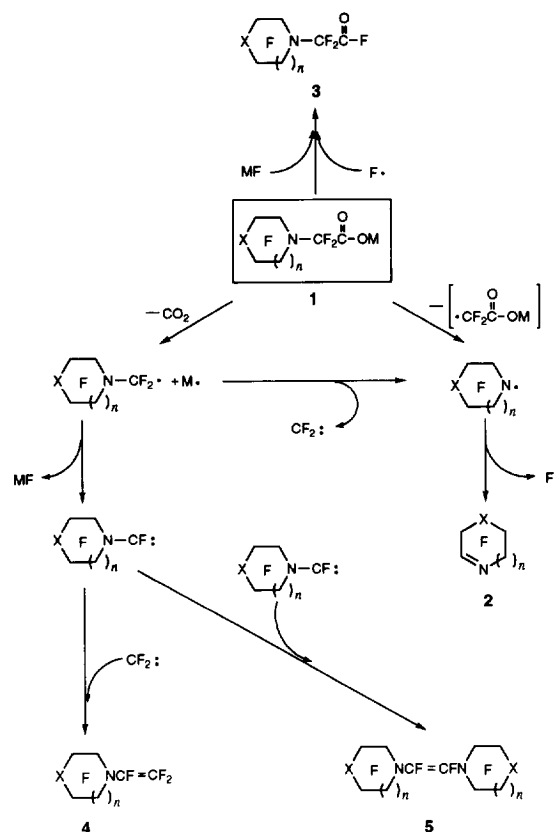 O
X F N—CF₂C—F
( )n
3
MF F•
O
X F N—CF₂C—OM
( )n
1
—CO₂
— [ O
•CF₂C—OM ]
X F N—CF₂• + M•
( )n
X F N•
( )n
CF₂:
MF
F
X F N—CF:
( )n
X F N—CF:
( )n
X
F
N ( )n
2
CF₂:
X F NCF=CF₂
( )n
4
X F NCF=CFN F X
( )n ( )n
5